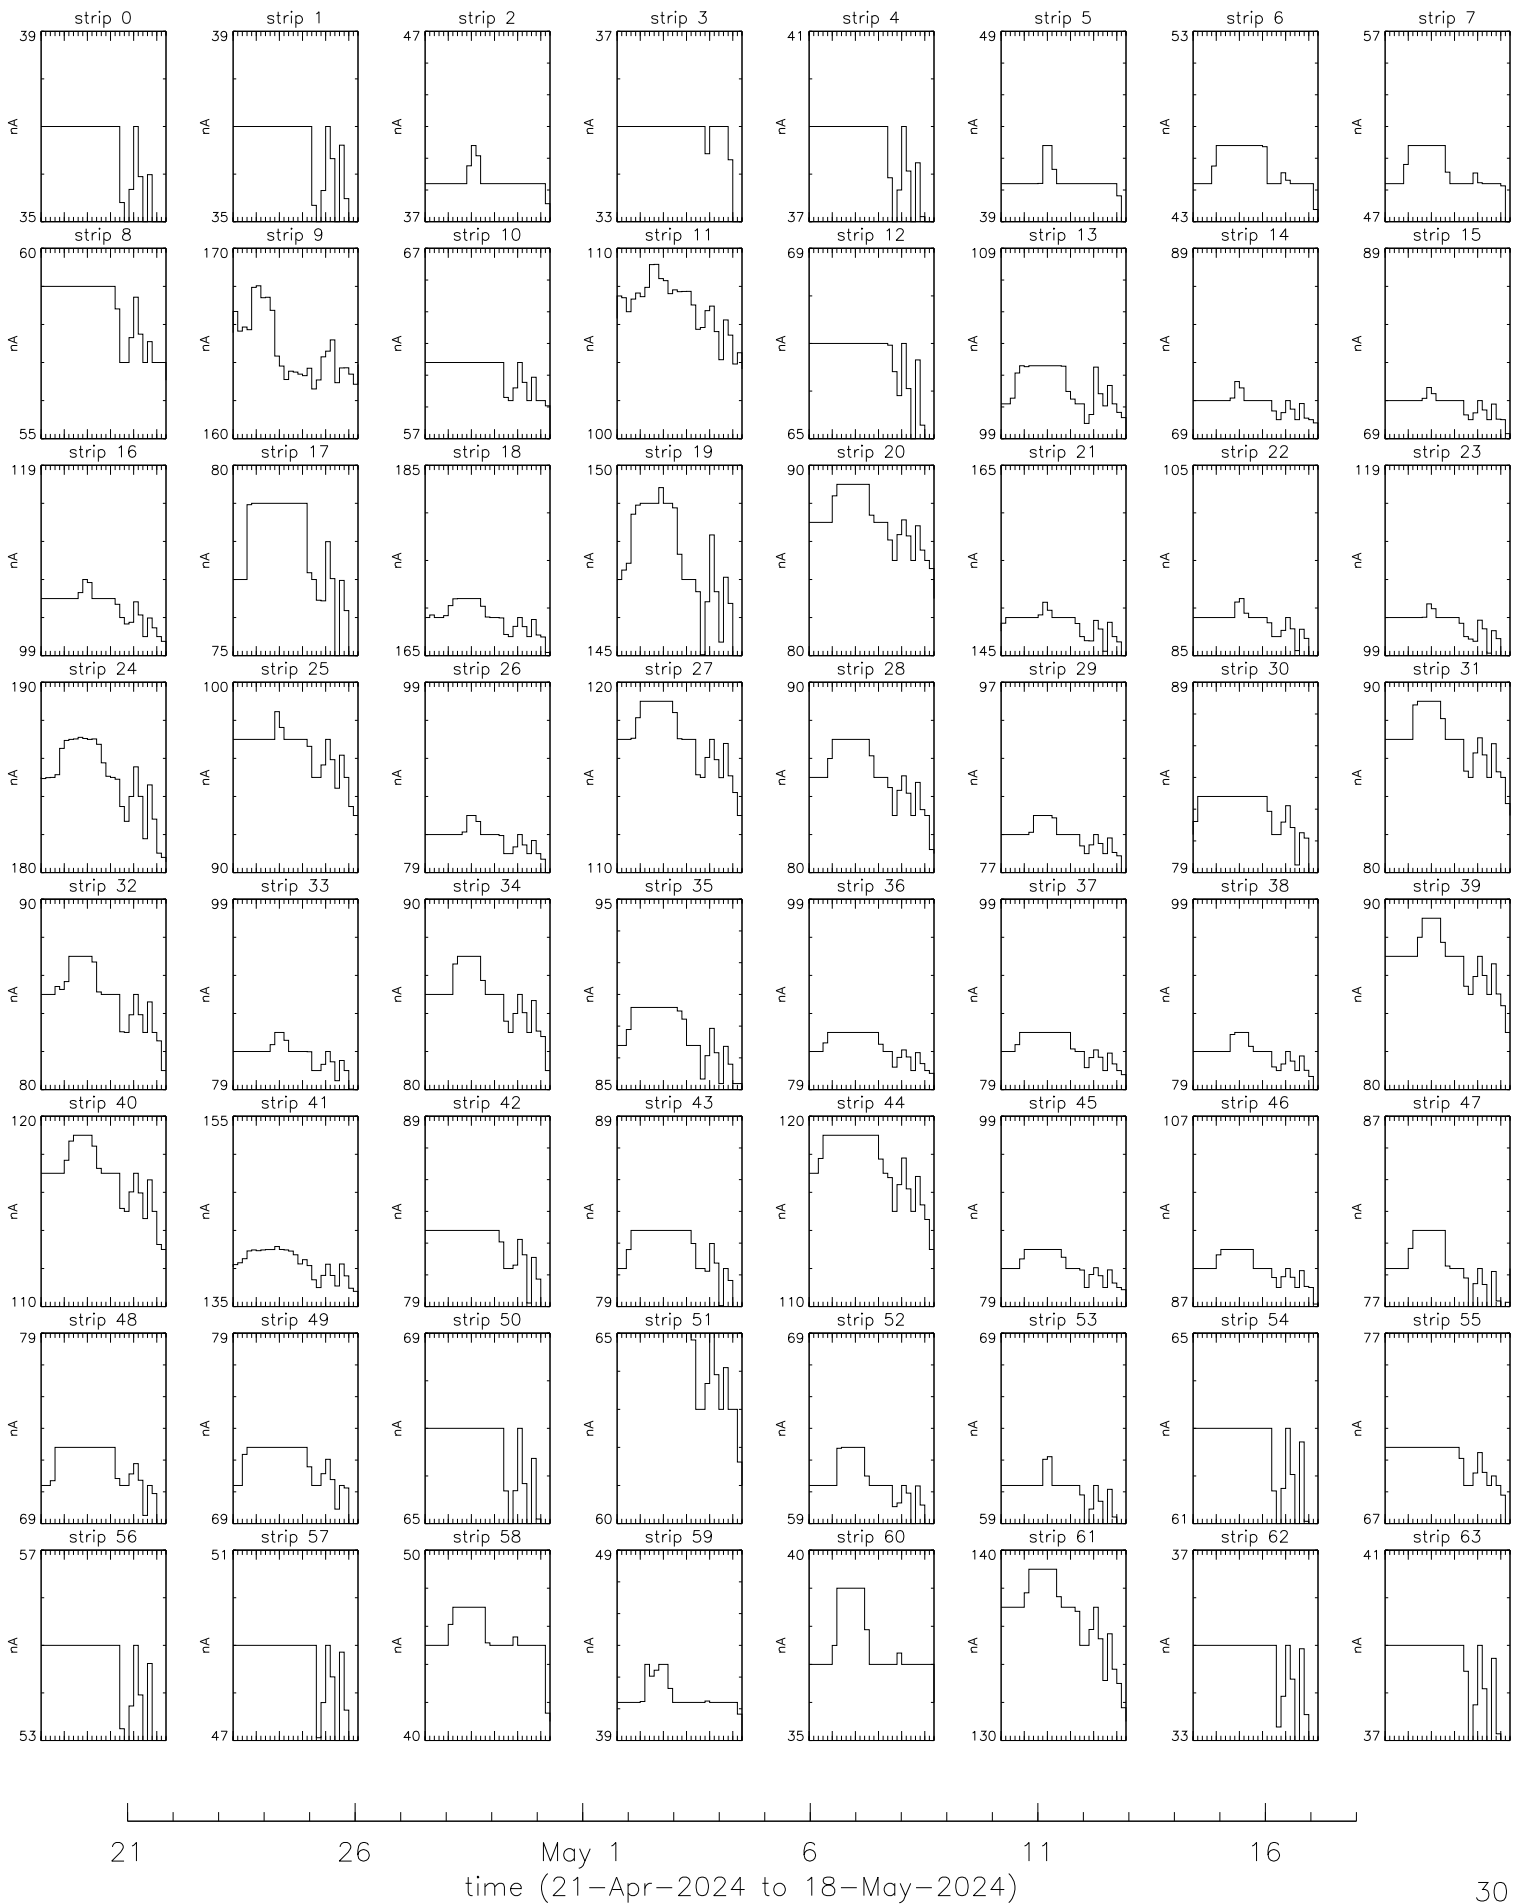 strip 0 strip 1 strip 2 strip 3 strip 4 strip 5 strip 6 strip 7
39 39 47 37 41 49 53 57
nA nA nA nA nA nA nA nA
35 35 37 33 37 39 43 47
strip 8 strip 9 strip 10 strip 11 strip 12 strip 13 strip 14 strip 15
60 170 67 110 69 109 89 89
nA nA nA nA nA nA nA nA
55 160 57 100 65 99 69 69
strip 16 strip 17 strip 18 strip 19 strip 20 strip 21 strip 22 strip 23
119 80 185 150 90 165 105 119
nA nA nA nA nA nA nA nA
99 75 165 145 80 145 85 99
strip 24 strip 25 strip 26 strip 27 strip 28 strip 29 strip 30 strip 31
190 100 99 120 90 97 89 90
nA nA nA nA nA nA nA nA
180 90 79 110 80 77 79 80
strip 32 strip 33 strip 34 strip 35 strip 36 strip 37 strip 38 strip 39
90 99 90 95 99 99 99 90
nA nA nA nA nA nA nA nA
80 79 80 85 79 79 79 80
strip 40 strip 41 strip 42 strip 43 strip 44 strip 45 strip 46 strip 47
120 155 89 89 120 99 107 87
nA nA nA nA nA nA nA nA
110 135 79 79 110 79 87 77
strip 48 strip 49 strip 50 strip 51 strip 52 strip 53 strip 54 strip 55
79 79 69 65 69 69 65 77
nA nA nA nA nA nA nA nA
69 69 65 60 59 59 61 67
strip 56 strip 57 strip 58 strip 59 strip 60 strip 61 strip 62 strip 63
57 51 50 49 40 140 37 41
nA nA nA nA nA nA nA nA
53 47 40 39 35 130 33 37
21 26 May 1 6 11 16
time (21-Apr-2024 to 18-May-2024)
30